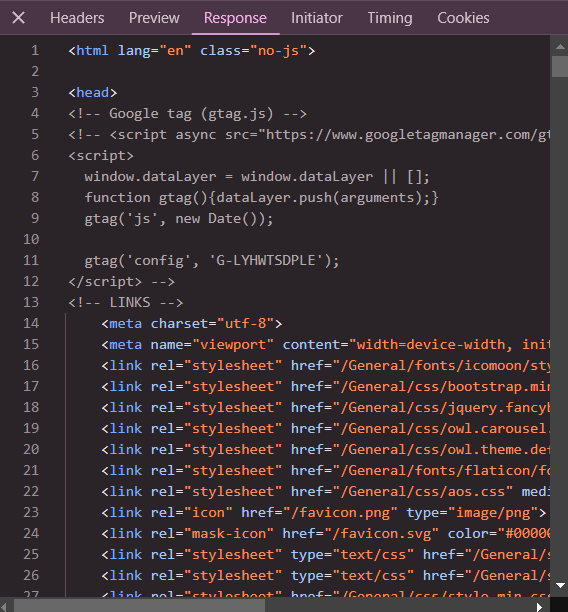 Headers Preview Response Initiator Timing Cookies
1 <html lang="en" class="no-js">
2
3 <head>
4 <!-- Google tag (gtag.js) -->
5 <!-- <script async src="https://www.googletagmanager.com/gt
6 <script>
7 window.dataLayer = window.dataLayer || [];
8 function gtag(){dataLayer.push(arguments);}
9 gtag('js', new Date());
10
11 gtag('config', 'G-LYHWTSDPLE');
12 </script> -->
13 <!-- LINKS -->
14 <meta charset="utf-8">
15 <meta name="viewport" content="width=device-width, init
16 <link rel="stylesheet" href="/General/fonts/icomoon/sty
17 <link rel="stylesheet" href="/General/css/bootstrap.min
18 <link rel="stylesheet" href="/General/css/jquery.fancyb
19 <link rel="stylesheet" href="/General/css/owl.carousel.
20 <link rel="stylesheet" href="/General/css/owl.theme.def
21 <link rel="stylesheet" href="/General/fonts/flaticon/fo
22 <link rel="stylesheet" href="/General/css/aos.css" medi
23 <link rel="icon" href="/favicon.png" type="image/png">
24 <link rel="mask-icon" href="/favicon.svg" color="#00000
25 <link rel="stylesheet" type="text/css" href="/General/s
26 <link rel="stylesheet" type="text/css" href="/General/s
27 <link rel="stylesheet" href="/General/css/style.min.css